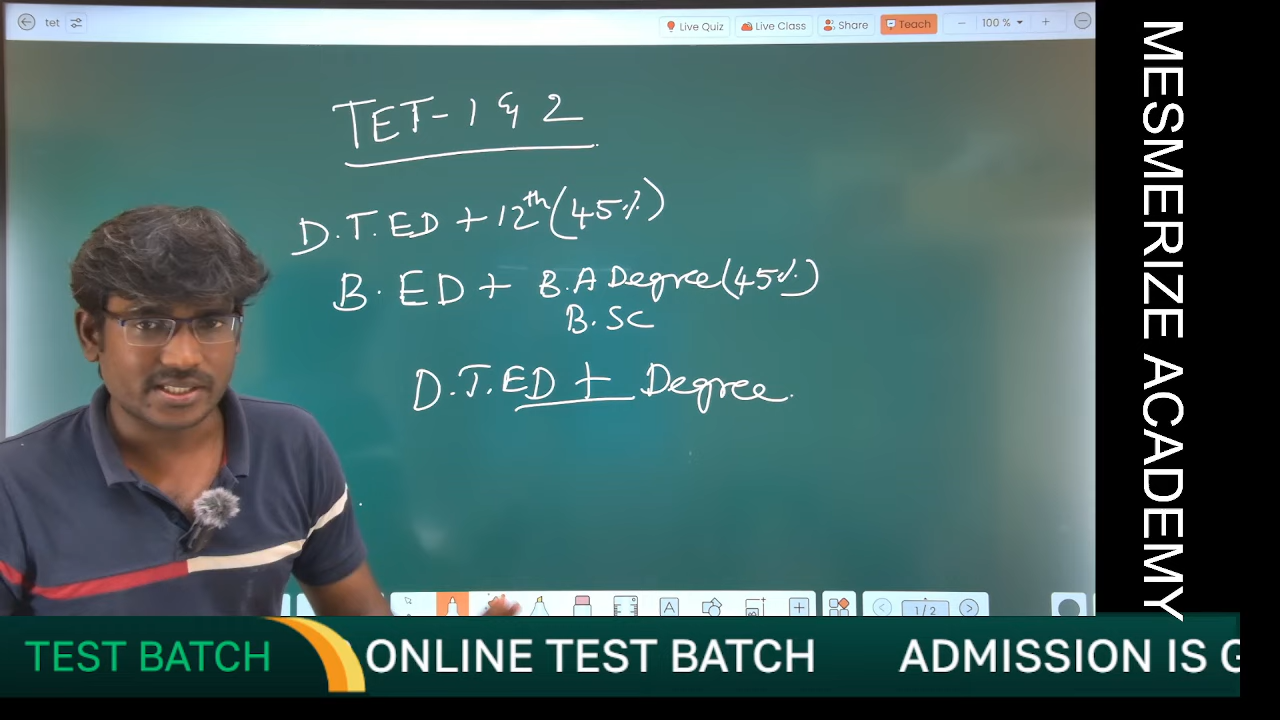 tet
Live Quiz
Live Class
Share
Teach
100 %
TET-1 & 2
D.T.ED + 12th (45%)
B.ED + B.A Degree (45%)
B.SC
D.T.ED + Degree.
A
1 / 2
MESMERIZE ACADEMY
TEST BATCH
ONLINE TEST BATCH
ADMISSION IS G